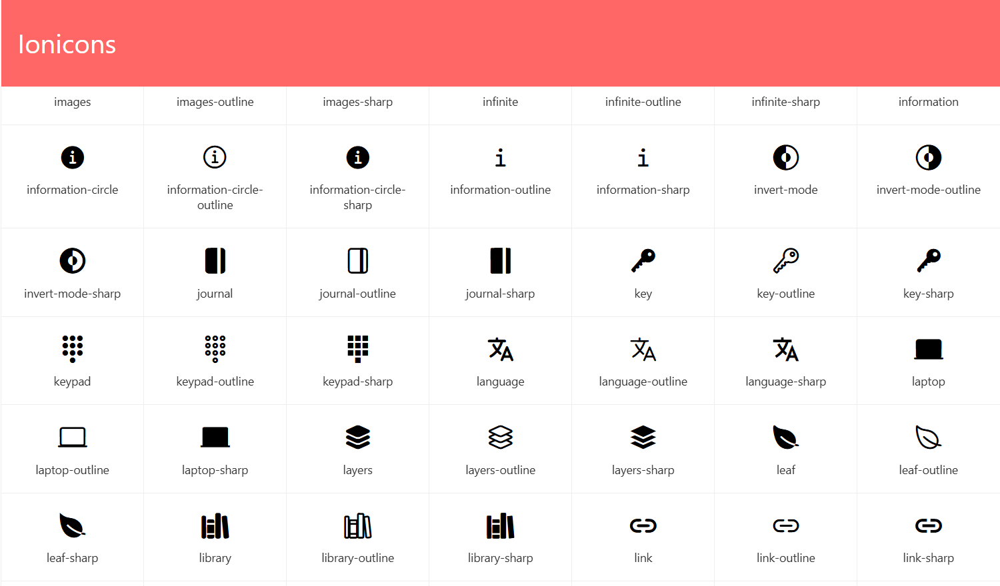 Ionicons
images
images-outline
images-sharp
infinite
infinite-outline
infinite-sharp
information
information-circle
information-circle-
outline
information-circle-
sharp
information-outline
information-sharp
invert-mode
invert-mode-outline
invert-mode-sharp
journal
journal-outline
journal-sharp
key
key-outline
key-sharp
keypad
keypad-outline
keypad-sharp
language
language-outline
language-sharp
laptop
laptop-outline
laptop-sharp
layers
layers-outline
layers-sharp
leaf
leaf-outline
leaf-sharp
library
library-outline
library-sharp
link
link-outline
link-sharp